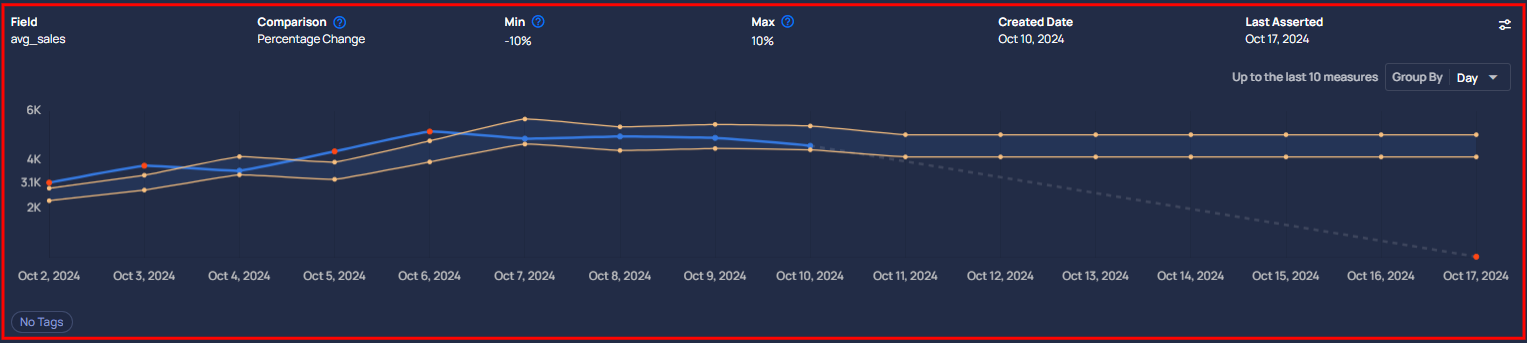 Field Comparison Min Max Created Date Last Asserted
avg_sales Percentage Change -10% 10% Oct 10, 2024 Oct 17, 2024
Up to the last 10 measures Group By Day
6K
4K
3.1K
2K
Oct 2, 2024 Oct 3, 2024 Oct 4, 2024 Oct 5, 2024 Oct 6, 2024 Oct 7, 2024 Oct 8, 2024 Oct 9, 2024 Oct 10, 2024 Oct 11, 2024 Oct 12, 2024 Oct 13, 2024 Oct 14, 2024 Oct 15, 2024 Oct 16, 2024 Oct 17, 2024
No Tags